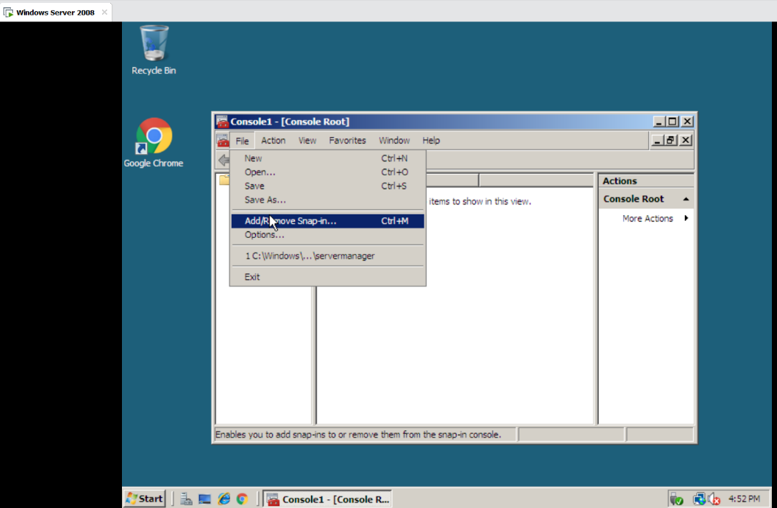 Windows Server 2008
Recycle Bin
Google Chrome
Console1 - [Console Root]
File Action View Favorites Window Help
New Ctrl+N
Open... Ctrl+O
Save Ctrl+S
Save As...
Add/Remove Snap-in... Ctrl+M
Options...
1 C:\Windows\...\servermanager
Exit
items to show in this view.
Actions
Console Root
More Actions
Enables you to add snap-ins to or remove them from the snap-in console.
Start
Console1 - [Console R...
4:52 PM